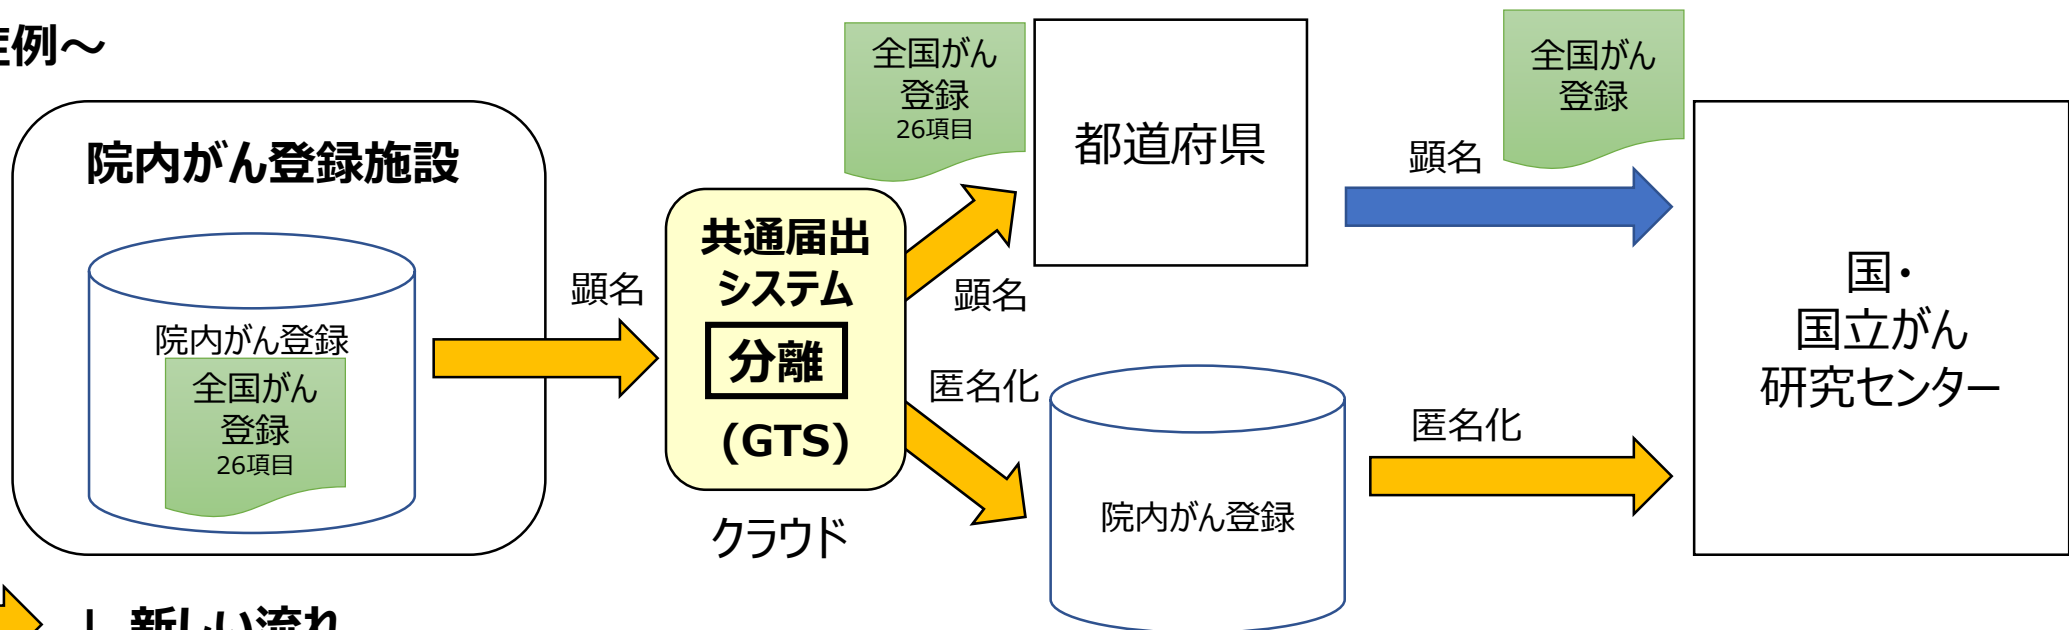 症例～
院内がん登録施設
院内がん登録
全国がん
登録
26項目
顕名
共通届出
システム
分離
(GTS)
クラウド
全国がん
登録
26項目
都道府県
顕名
匿名化
院内がん登録
顕名
全国がん
登録
匿名化
国・
国立がん
研究センター
新しい流れ